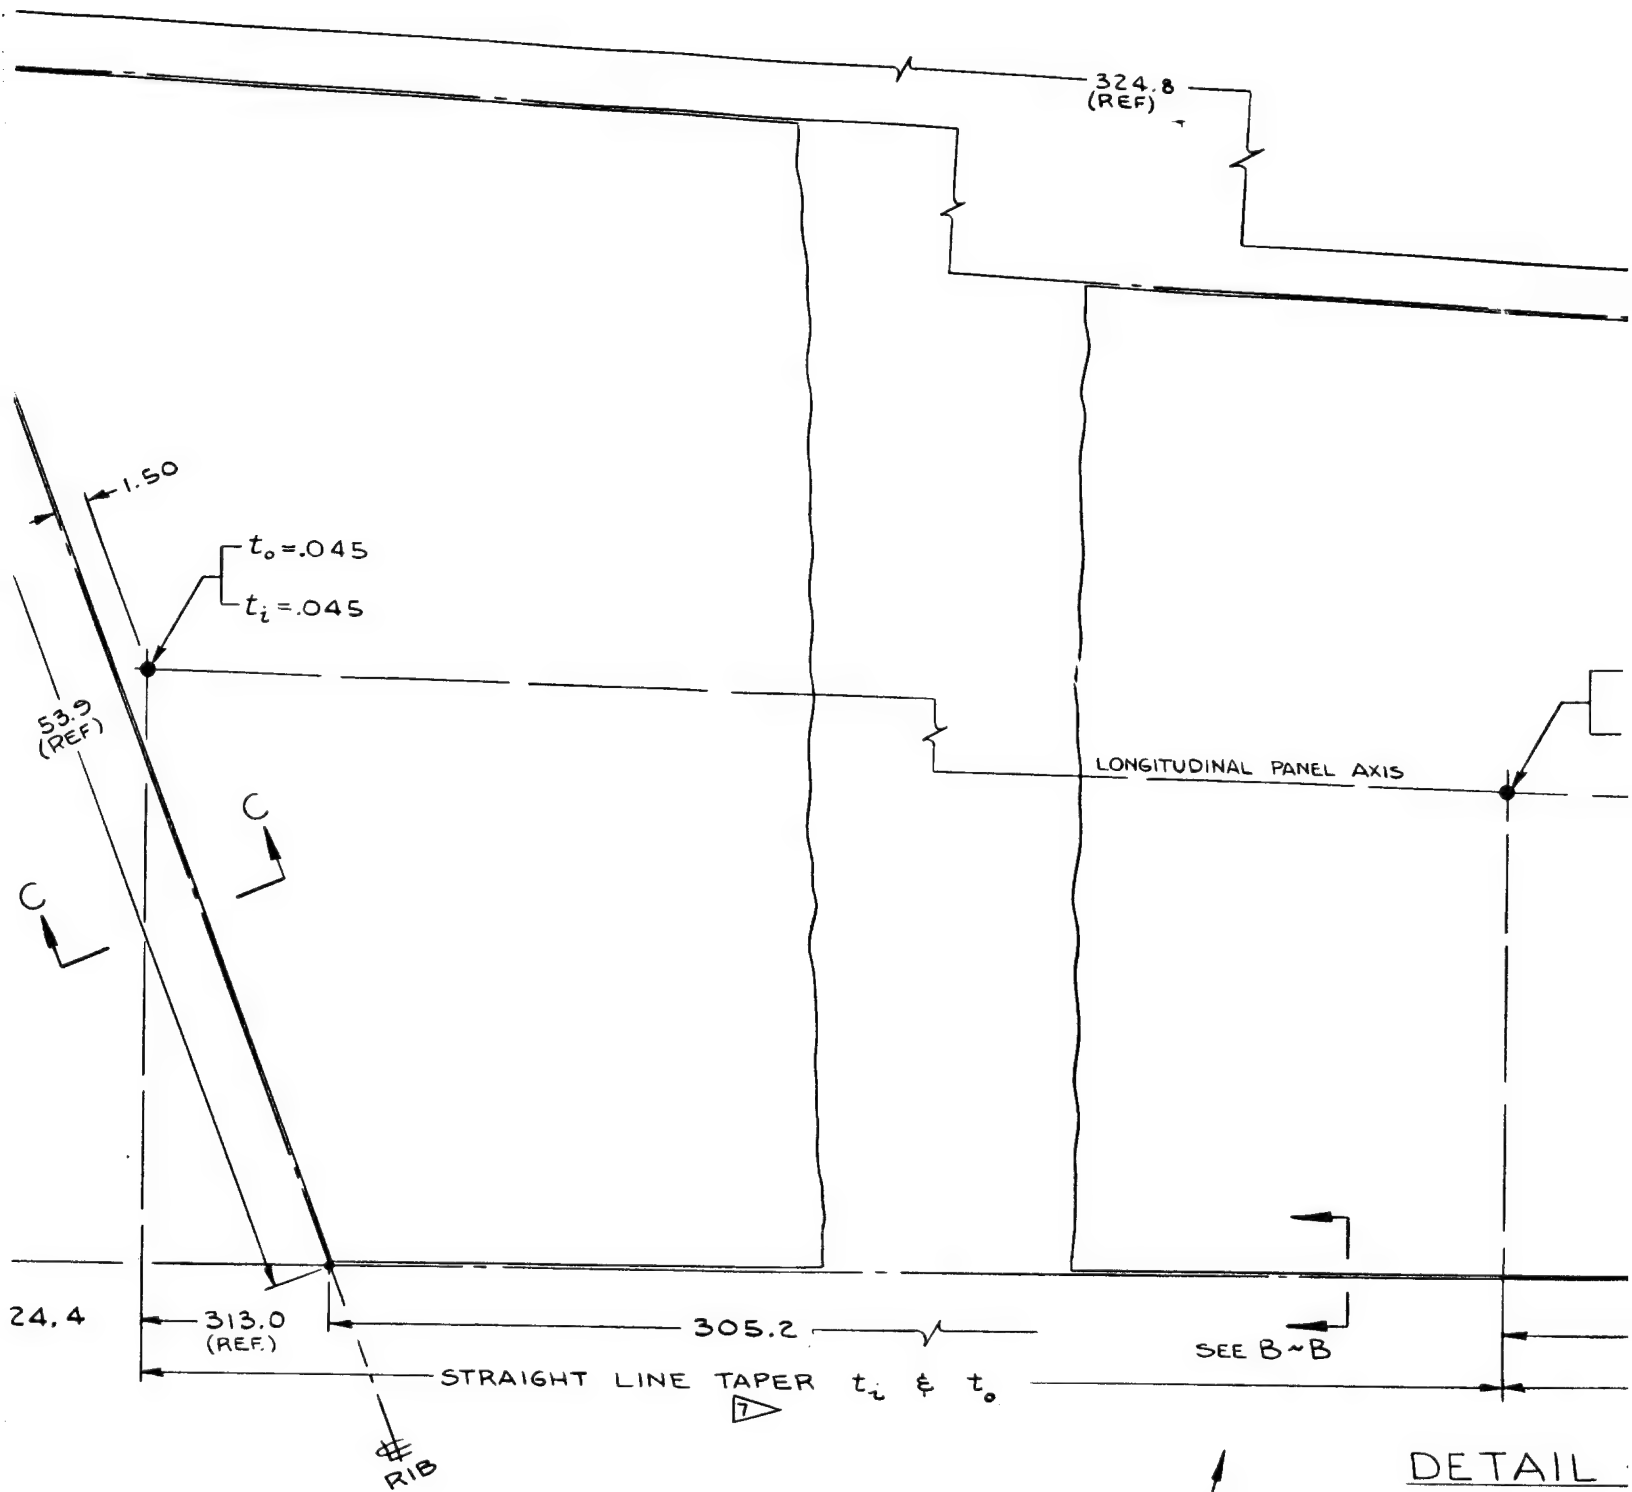 324.8
(REF)
1.50
t₀=.045
tᵢ=.045
53.9
(REF)
LONGITUDINAL PANEL AXIS
C
C
24.4
313.0
(REF.)
305.2
SEE B~B
STRAIGHT LINE TAPER tᵢ & t₀
7
RIB
DETAIL